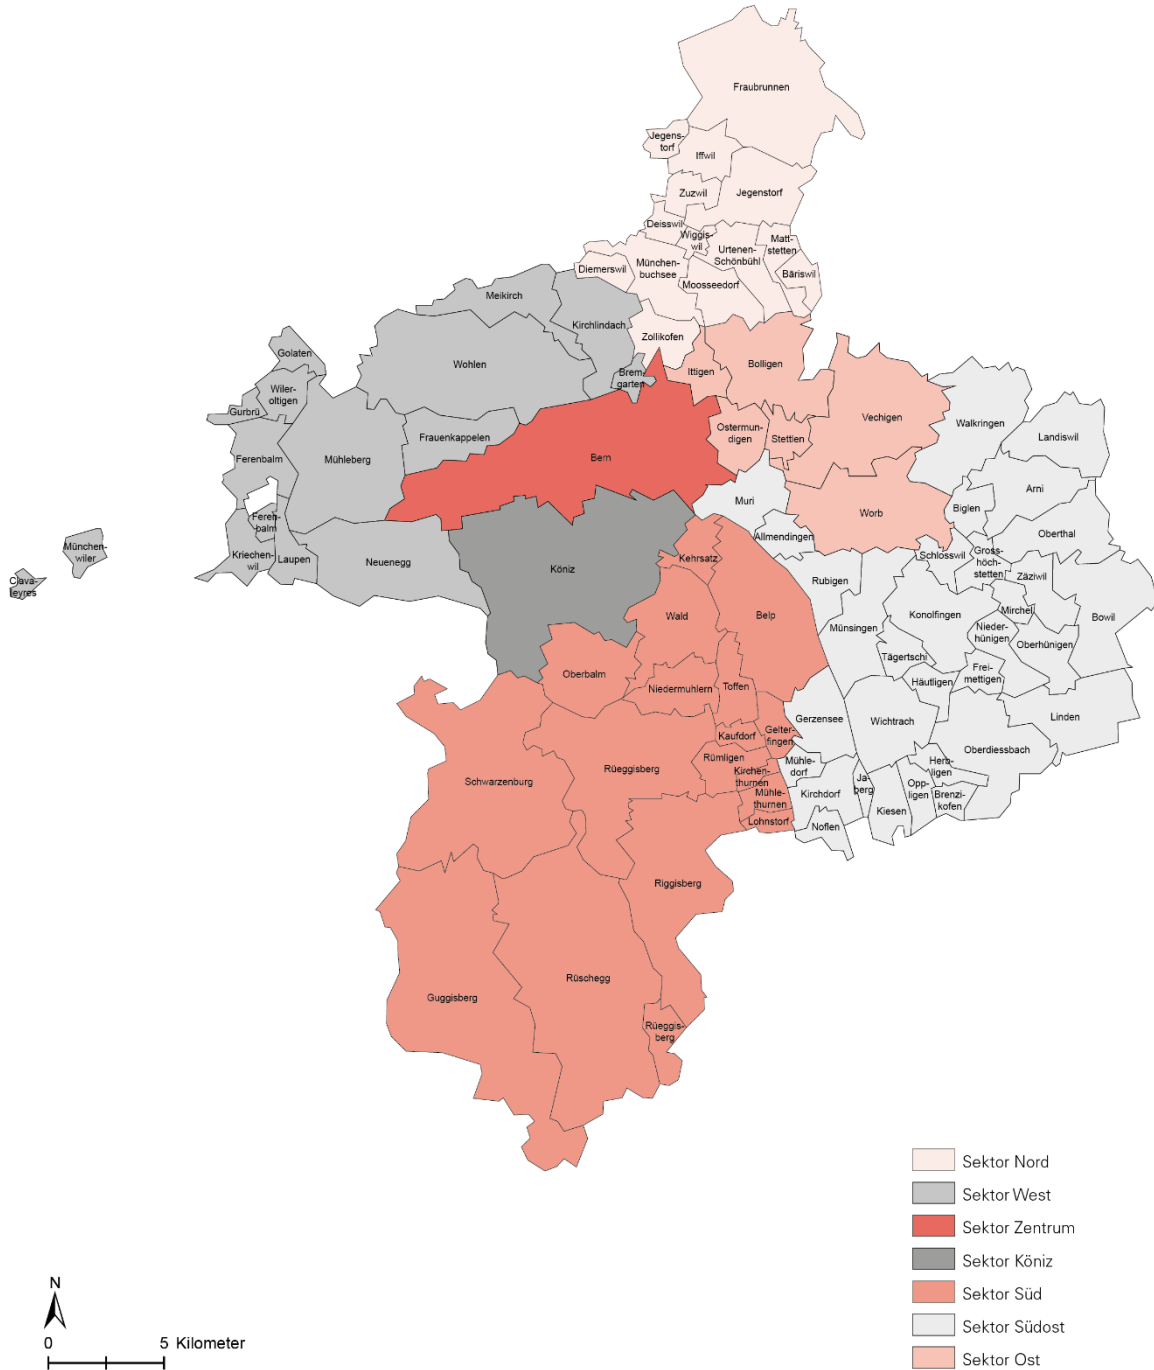 Fraubrunnen
Jegens-
torf
Iffwil
Zuzwil
Jegenstorf
Deisswil
Wiggis-
wil
Urtenen-
Schönbühl
Matt-
stetten
Bäriswil
Diemerswil
München-
buchsee
Moosseedorf
Meikirch
Kirchlindach
Zollikofen
Golaten
Wohlen
Brem-
garten
Ittigen
Bolligen
Wiler-
oltigen
Gurbrü
Frauenkappelen
Ostermun-
digen
Stettlen
Vechigen
Walkringen
Landiswil
Ferenbalm
Mühleberg
Bern
Muri
Worb
Biglen
Arni
Oberthal
Feren-
balm
Allmendingen
München-
wiler
Kriechen-
wil
Laupen
Neuenegg
Köniz
Kehrsatz
Rubigen
Schlosswil
Gross-
höch-
stetten
Zäziwil
Clava-
leyres
Wald
Belp
Münsingen
Konolfingen
Mirchel
Bowil
Nieder-
hünigen
Oberhünigen
Tägertschi
Frei-
mettigen
Häutligen
Oberbalm
Niedermuhlern
Toffen
Gerzensee
Wichtrach
Linden
Kaufdorf
Gelter-
fingen
Rümligen
Oberdiessbach
Schwarzenburg
Rüeggisberg
Kirchen-
thurnen
Mühle-
dorf
Herb-
ligen
Mühle-
thurnen
Kirchdorf
Ja-
berg
Kiesen
Opp-
ligen
Brenzi-
kofen
Lohnstorf
Noflen
Riggisberg
Guggisberg
Rüschegg
Rüeggis-
berg
Sektor Nord
Sektor West
Sektor Zentrum
Sektor Köniz
Sektor Süd
Sektor Südost
Sektor Ost
N
0 5 Kilometer